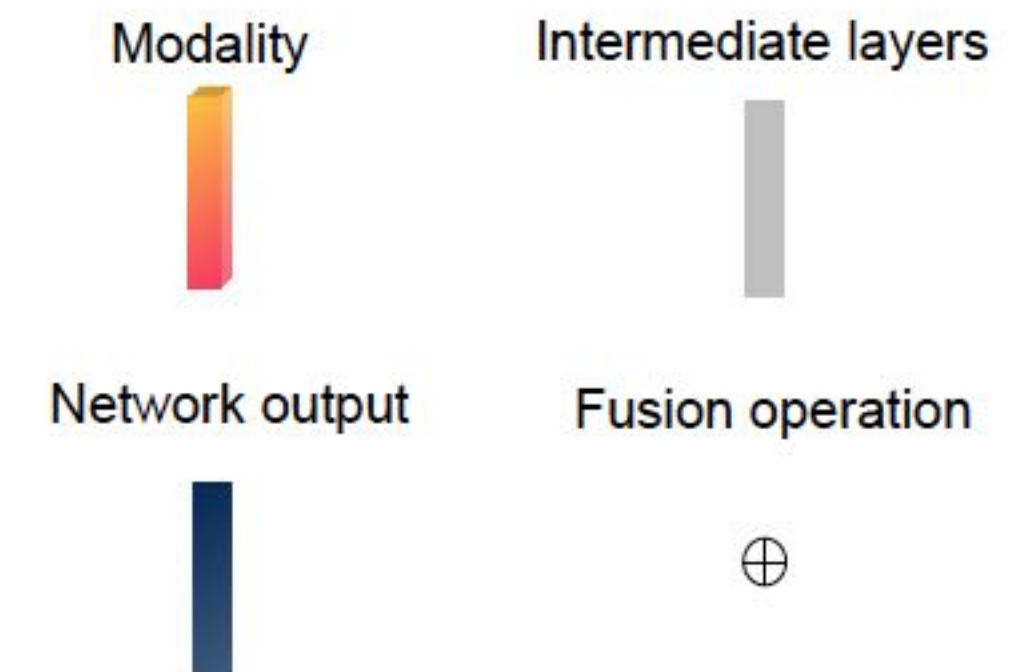 Modality
Intermediate layers
Network output
Fusion operation